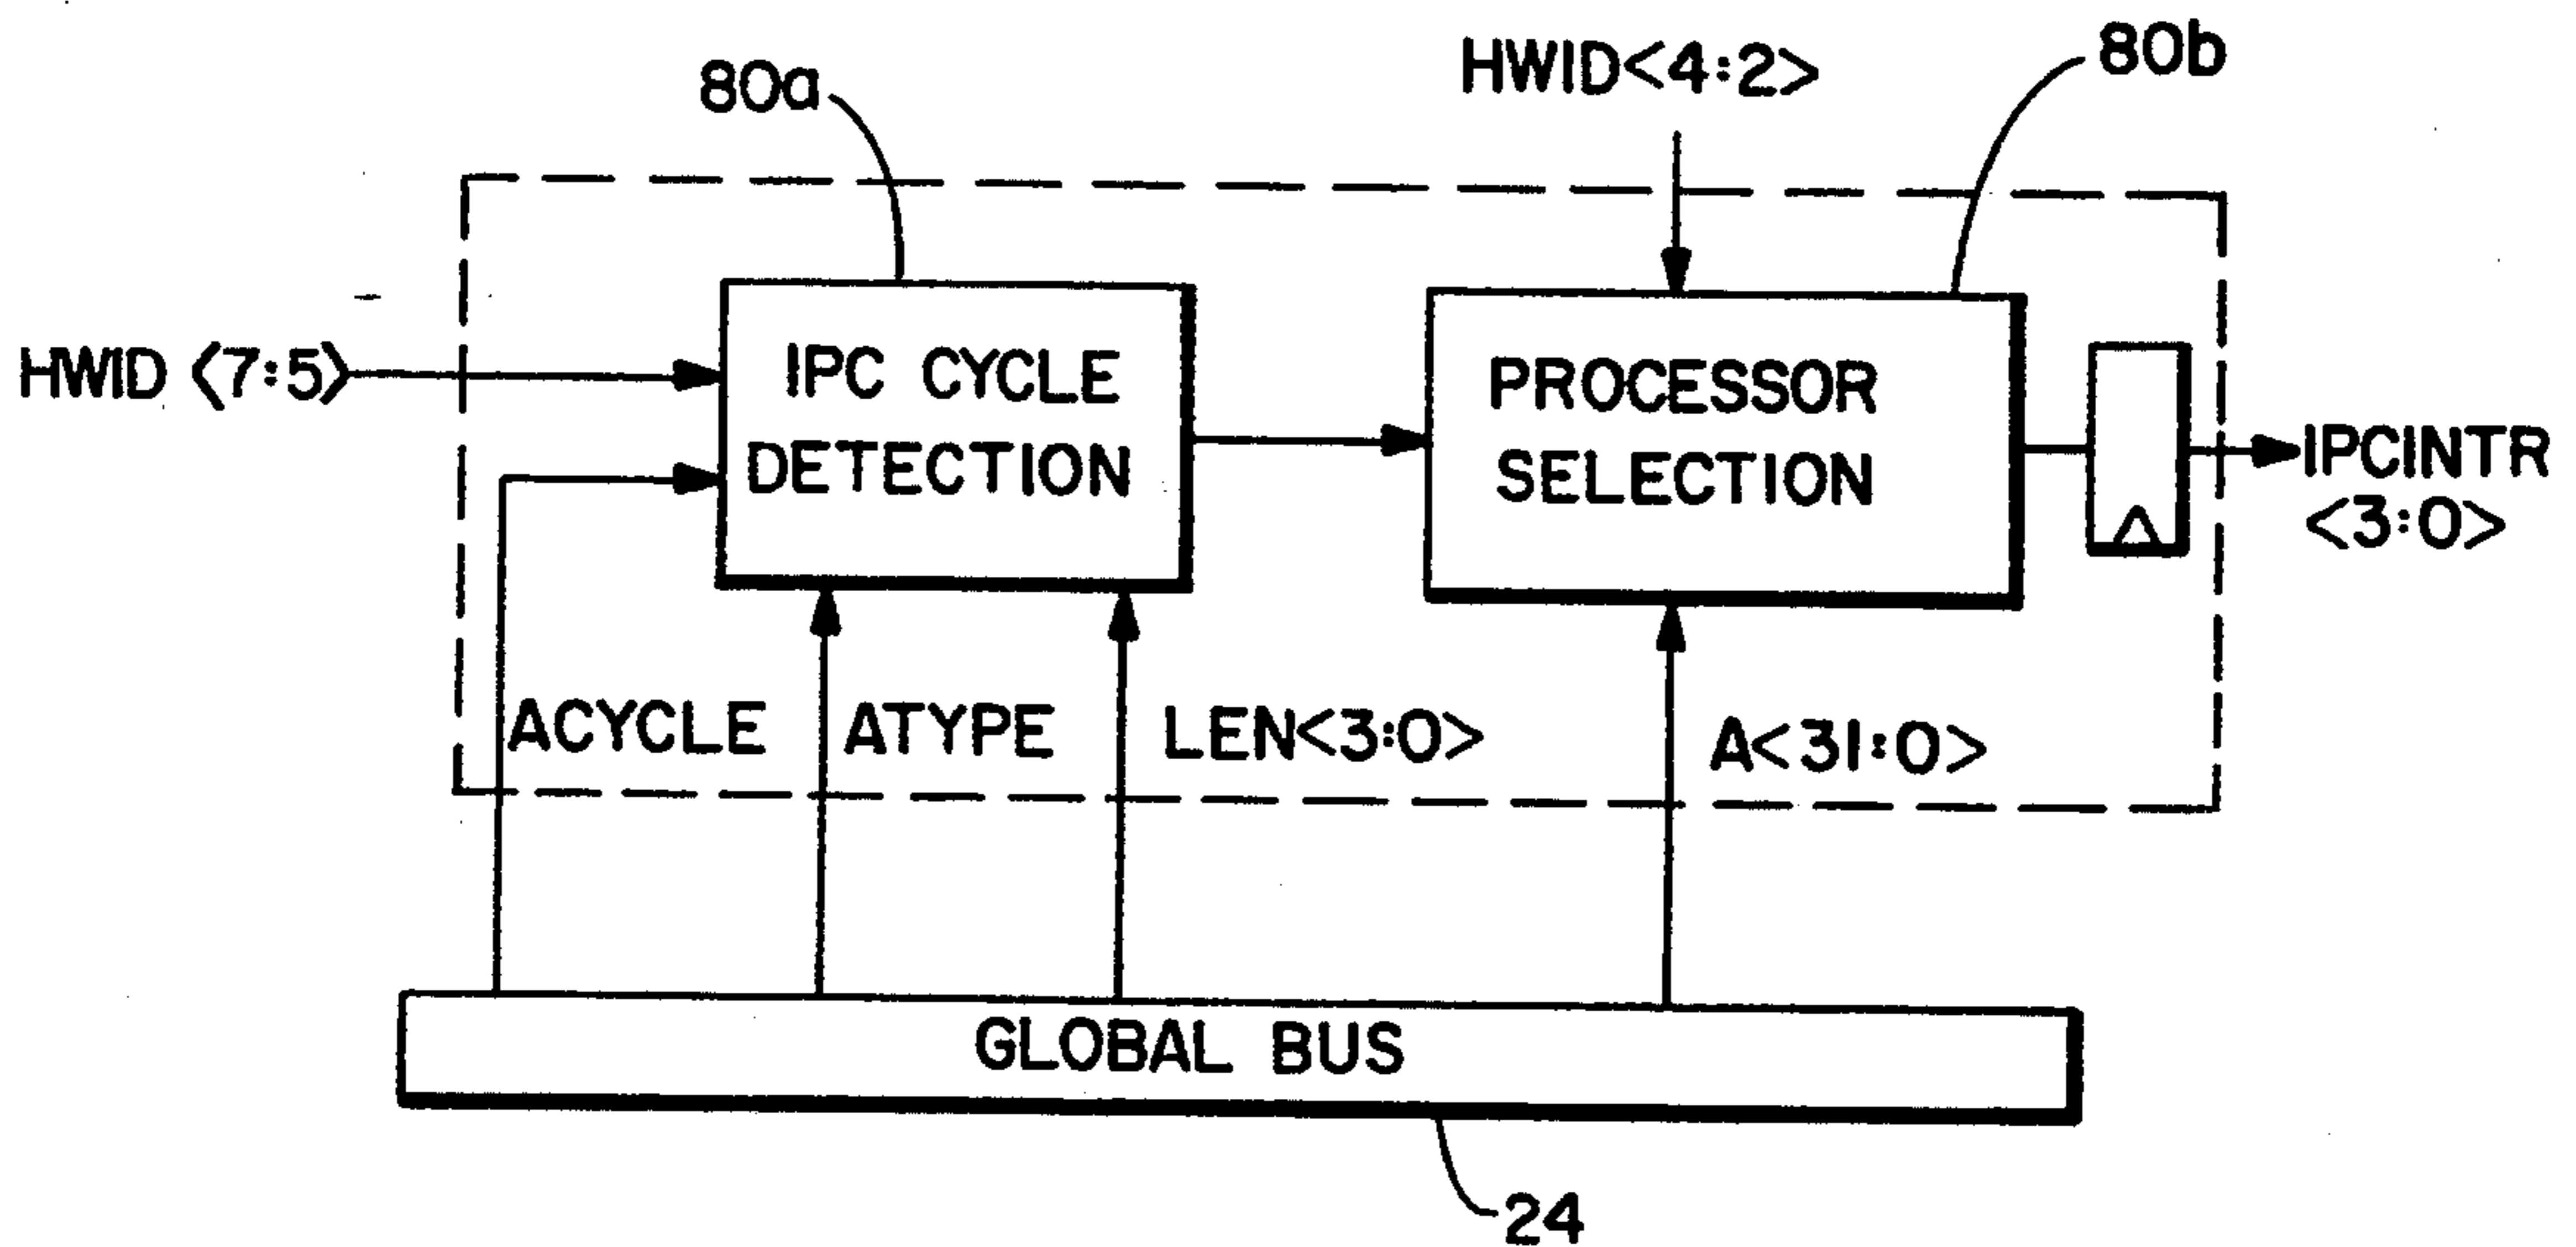 80a
HWID<4:2>
80b
HWID <7:5>
IPC CYCLE
DETECTION
PROCESSOR
SELECTION
IPCINTR
<3:0>
ACYCLE
ATYPE
LEN<3:0>
A<31:0>
GLOBAL BUS
24